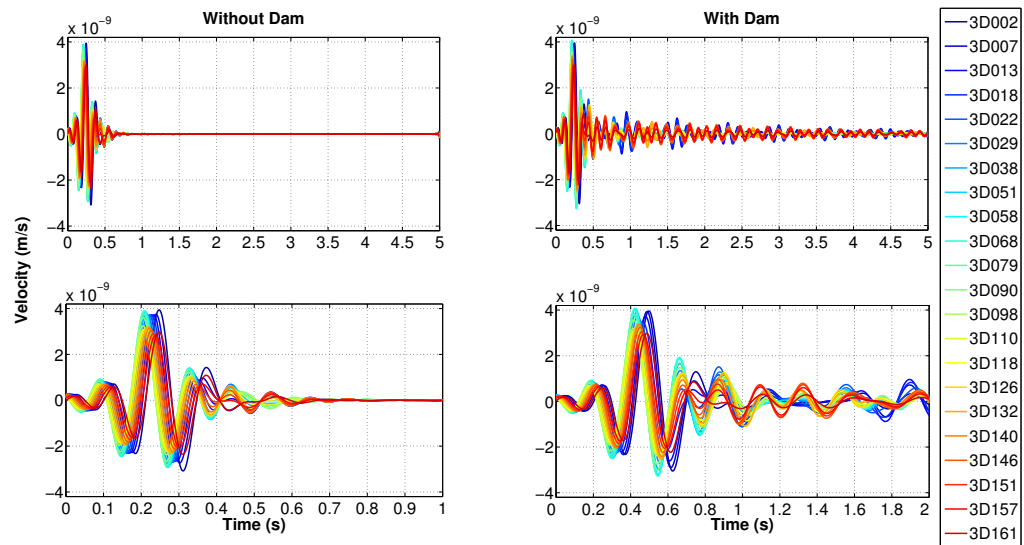 Without Dam
x 10⁻⁹
4
2
0
−2
−4
0 0.5 1 1.5 2 2.5 3 3.5 4 4.5 5
With Dam
x 10⁻⁹
4
2
0
−2
−4
0 0.5 1 1.5 2 2.5 3 3.5 4 4.5 5
Velocity (m/s)
x 10⁻⁹
4
2
0
−2
−4
0 0.1 0.2 0.3 0.4 0.5 0.6 0.7 0.8 0.9 1
Time (s)
x 10⁻⁹
4
2
0
−2
−4
0 0.2 0.4 0.6 0.8 1 1.2 1.4 1.6 1.8 2
Time (s)
3D002
3D007
3D013
3D018
3D022
3D029
3D038
3D051
3D058
3D068
3D079
3D090
3D098
3D110
3D118
3D126
3D132
3D140
3D146
3D151
3D157
3D161